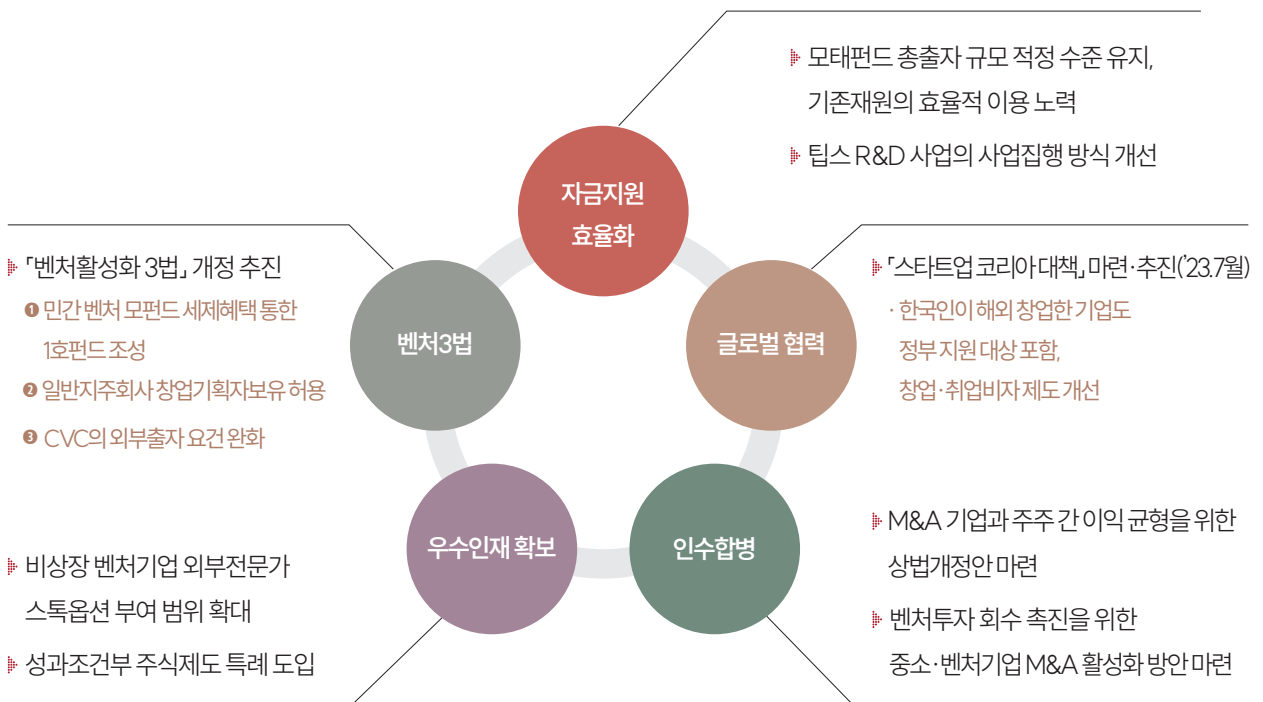 모태펀드 총출자 규모 적정 수준 유지,
기존재원의 효율적 이용 노력
팁스 R&D 사업의 사업집행 방식 개선
자금지원
효율화
「벤처활성화 3법」 개정 추진
❶ 민간 벤처 모펀드 세제혜택 통한
1호펀드 조성
❷ 일반지주회사 창업기획자보유 허용
❸ CVC의 외부출자 요건 완화
벤처3법
글로벌 협력
「스타트업 코리아 대책」 마련·추진('23.7월)
· 한국인이 해외 창업한 기업도
정부 지원 대상 포함,
창업·취업비자 제도 개선
비상장 벤처기업 외부전문가
스톡옵션 부여 범위 확대
성과조건부 주식제도 특례 도입
우수인재 확보
인수합병
M&A 기업과 주주 간 이익 균형을 위한
상법개정안 마련
벤처투자 회수 촉진을 위한
중소·벤처기업 M&A 활성화 방안 마련